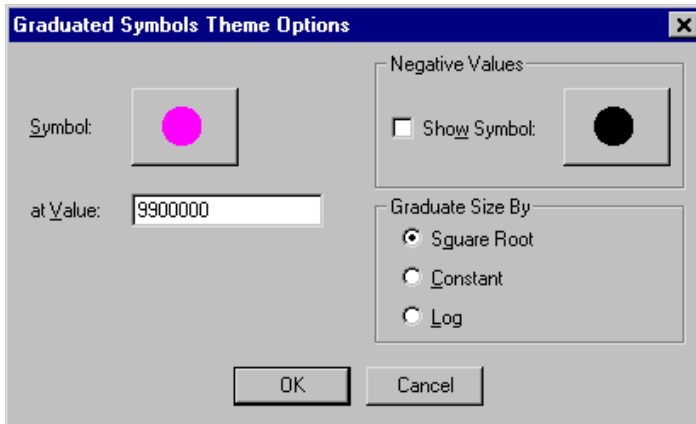 Graduated Symbols Theme Options
Negative Values
Symbol:
Show Symbol:
at Value: 9900000
Graduate Size By
Square Root
Constant
Log
OK Cancel